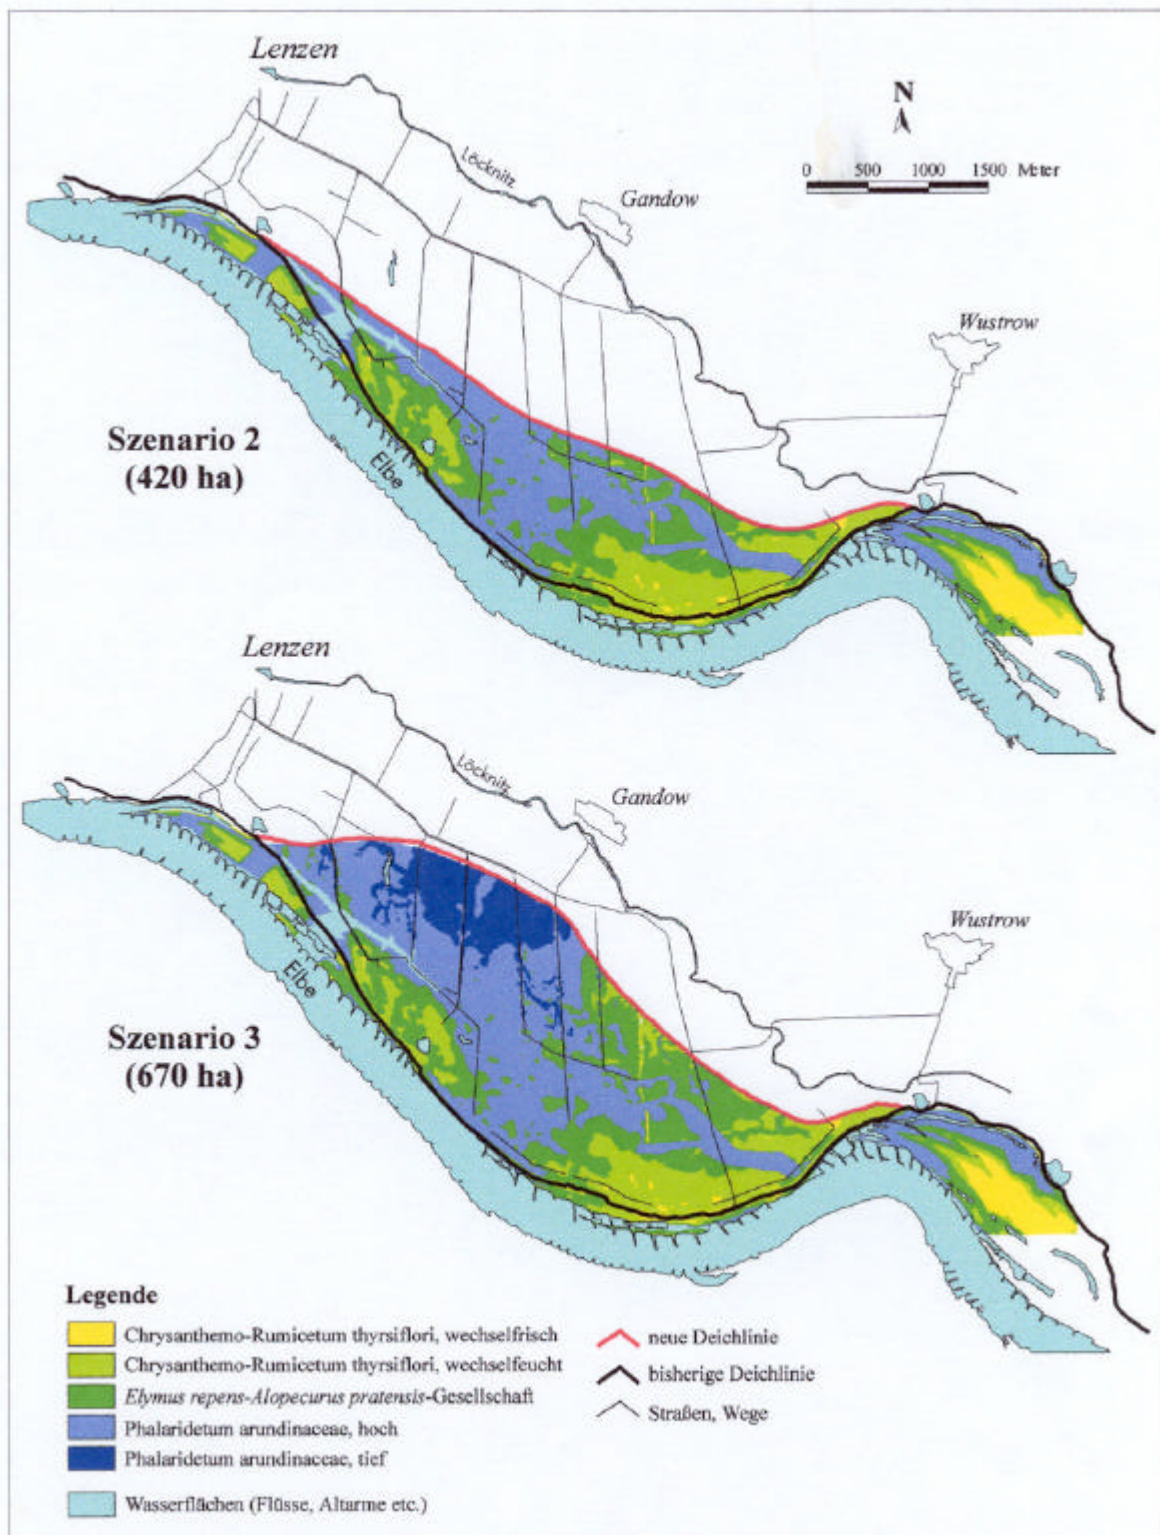 Lenzen
N
Löcknitz
0 500 1000 1500 Meter
Gandow
Wustrow
Szenario 2
(420 ha)
Elbe
Lenzen
Löcknitz
Gandow
Wustrow
Elbe
Szenario 3
(670 ha)
Legende
Chrysanthemo-Rumicetum thyrsiflori, wechselfrisch
Chrysanthemo-Rumicetum thyrsiflori, wechselfeucht
Elymus repens-Alopecurus pratensis-Gesellschaft
Phalaridetum arundinaceae, hoch
Phalaridetum arundinaceae, tief
Wasserflächen (Flüsse, Altarme etc.)
neue Deichlinie
bisherige Deichlinie
Straßen, Wege